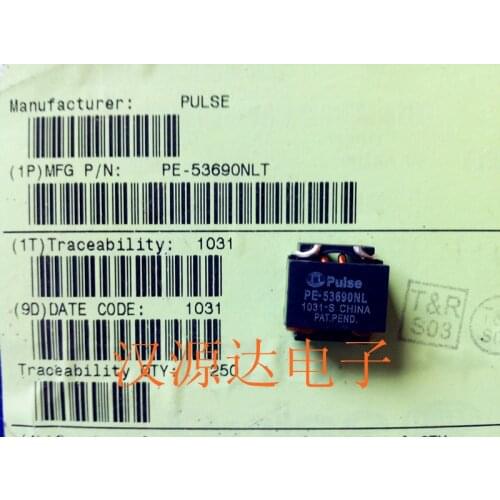 Manufacturer: PULSE
(1P)MFG P/N: PE-53690NLT
(1T)Traceability: 1031
(9D)DATE CODE: 1031
Traceability QTY: 250
Pulse
PE-53690NL
1031-S CHINA
PAT.PEND.
T&R
S03
汉源达电子